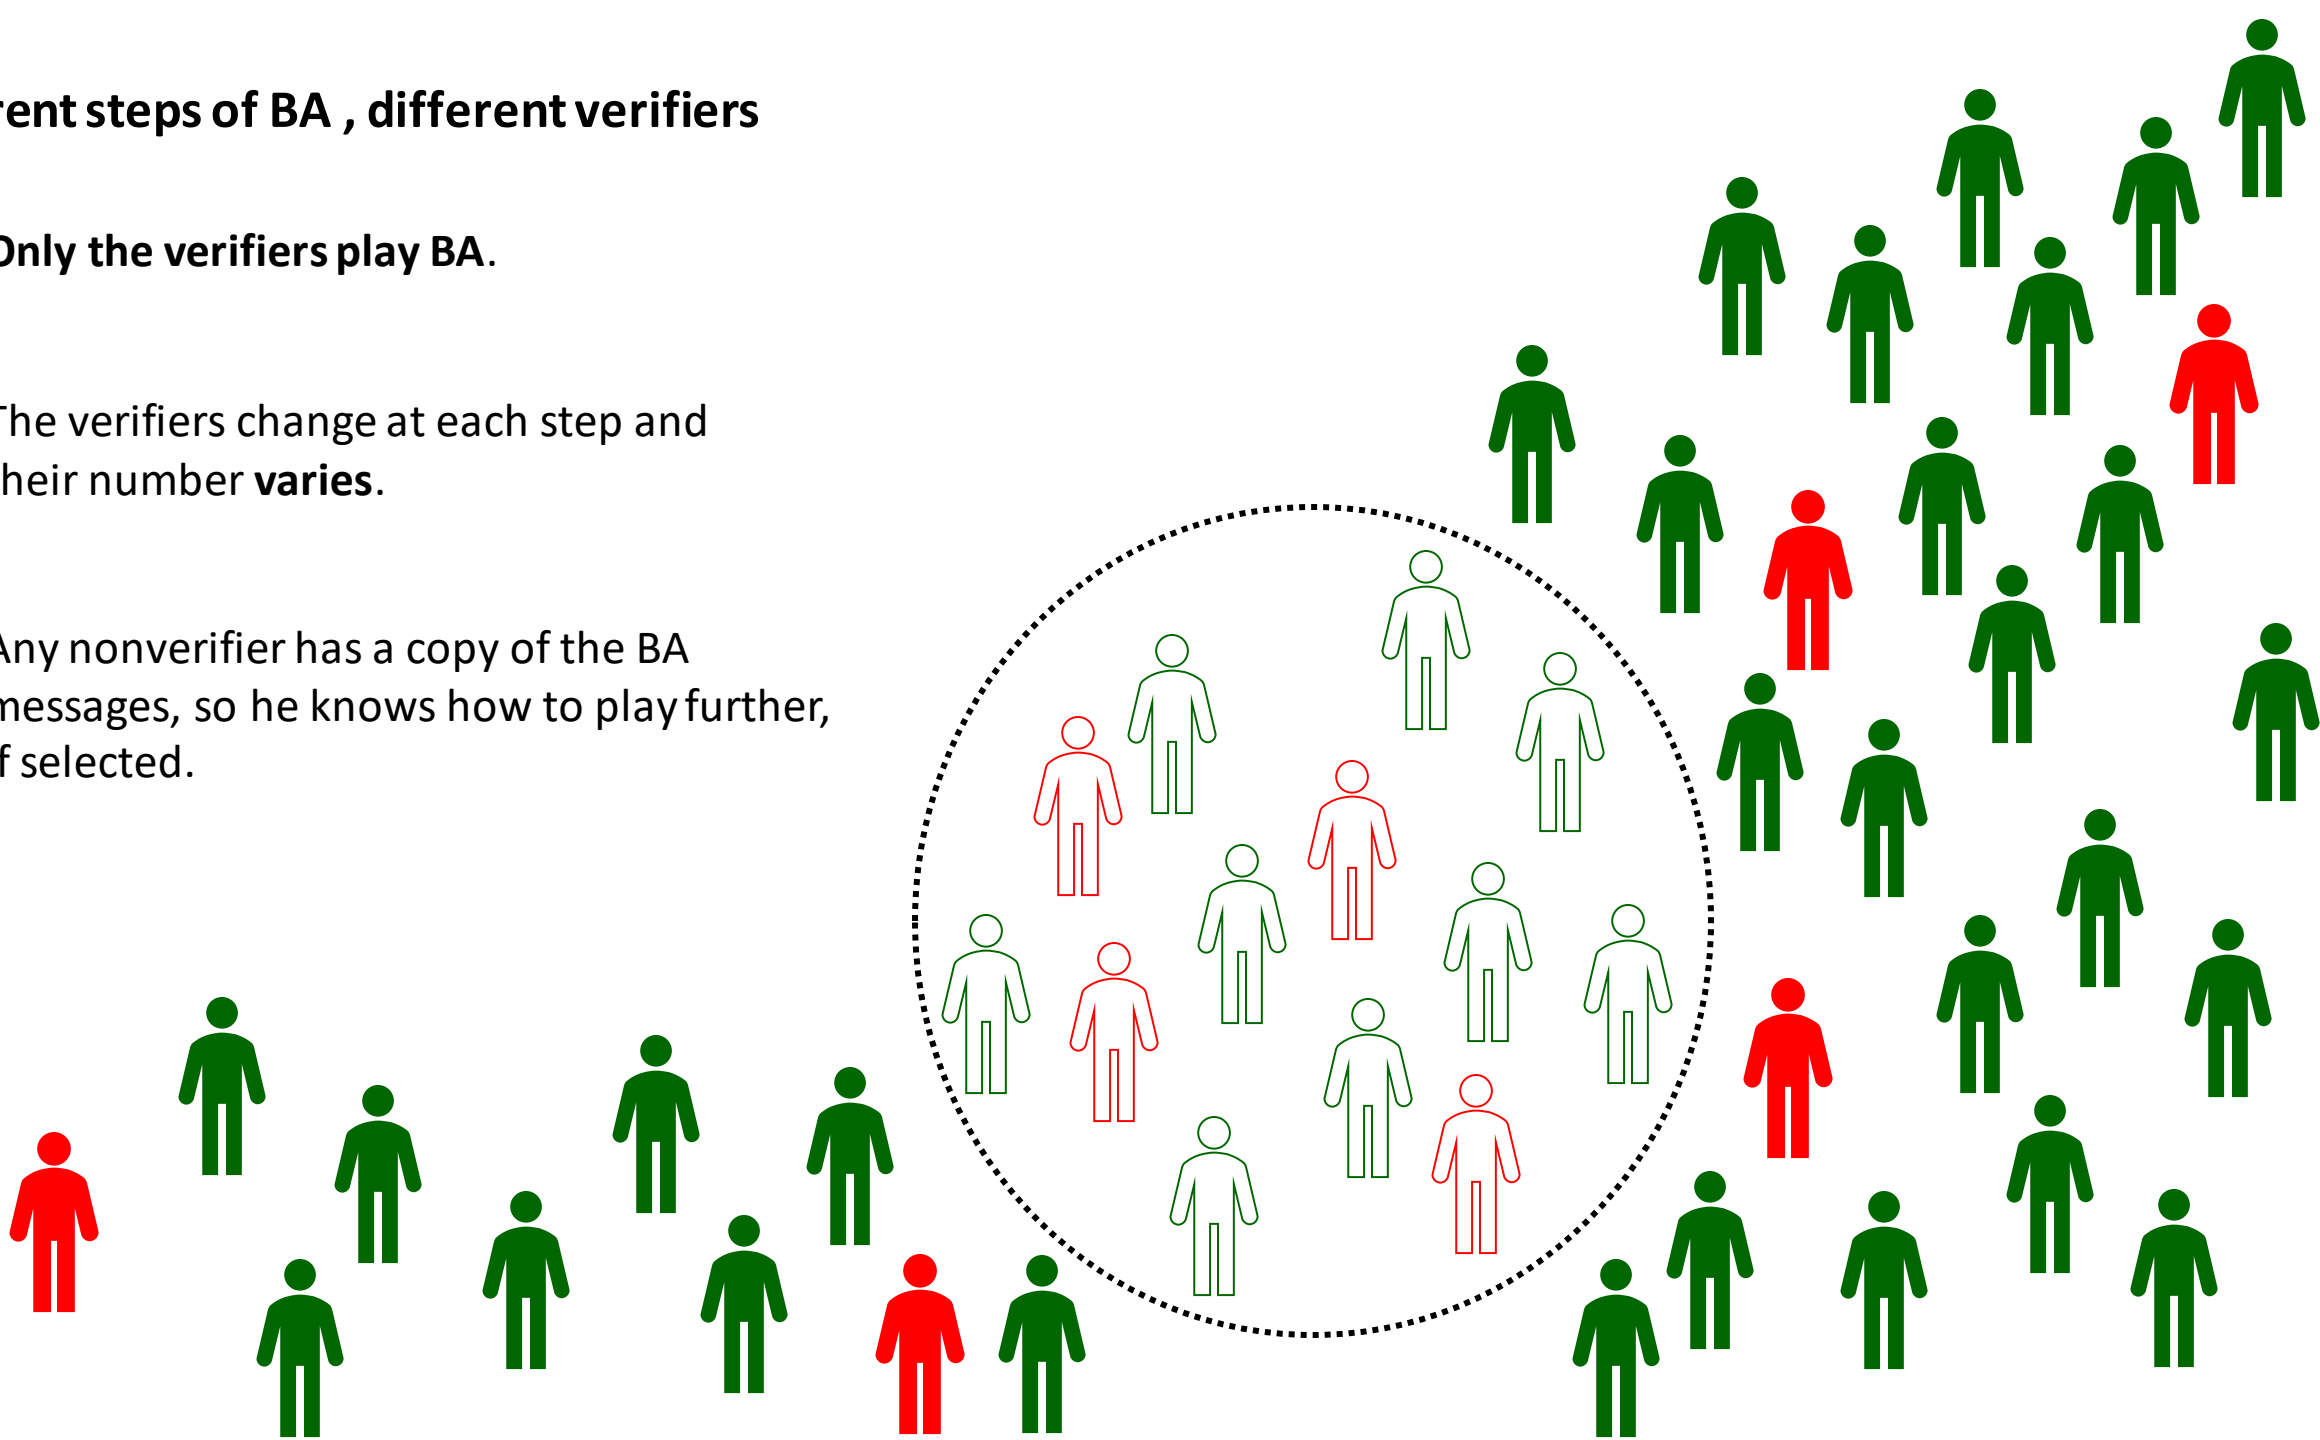 rent steps of BA , different verifiers
Only the verifiers play BA.
The verifiers change at each step and
heir number varies.
Any nonverifier has a copy of the BA
messages, so he knows how to play further,
f selected.